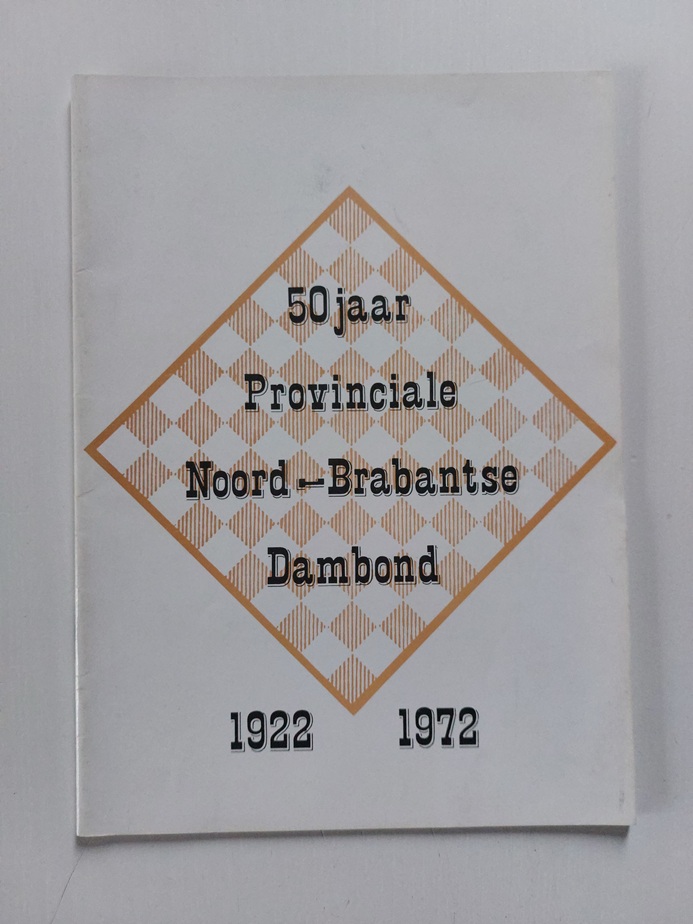 50 jaar
Provinciale
Noord-Brabantse
Dambond
1922 1972